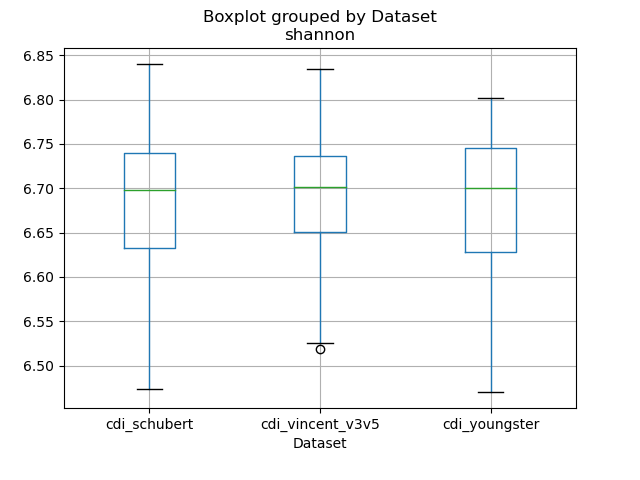 Boxplot grouped by Dataset
shannon
6.85
6.80
6.75
6.70
6.65
6.60
6.55
6.50
cdi_schubert cdi_vincent_v3v5 cdi_youngster
Dataset